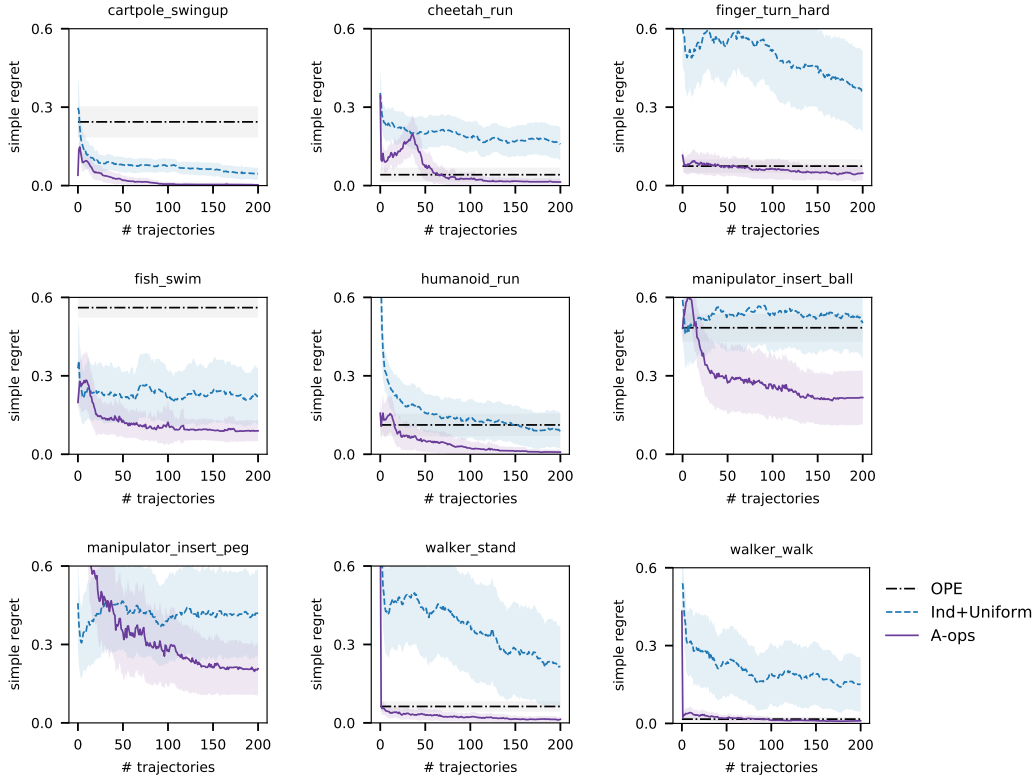 cartpole_swingup
cheetah_run
finger_turn_hard
0.6
0.3
0.0
simple regret
0 50 100 150 200
# trajectories
0.6
0.3
0.0
simple regret
0 50 100 150 200
# trajectories
0.6
0.3
0.0
simple regret
0 50 100 150 200
# trajectories
fish_swim
humanoid_run
manipulator_insert_ball
0.6
0.3
0.0
simple regret
0 50 100 150 200
# trajectories
0.6
0.3
0.0
simple regret
0 50 100 150 200
# trajectories
0.6
0.3
0.0
simple regret
0 50 100 150 200
# trajectories
manipulator_insert_peg
walker_stand
walker_walk
0.6
0.3
0.0
simple regret
0 50 100 150 200
# trajectories
0.6
0.3
0.0
simple regret
0 50 100 150 200
# trajectories
0.6
0.3
0.0
simple regret
0 50 100 150 200
# trajectories
OPE
Ind+Uniform
A-ops